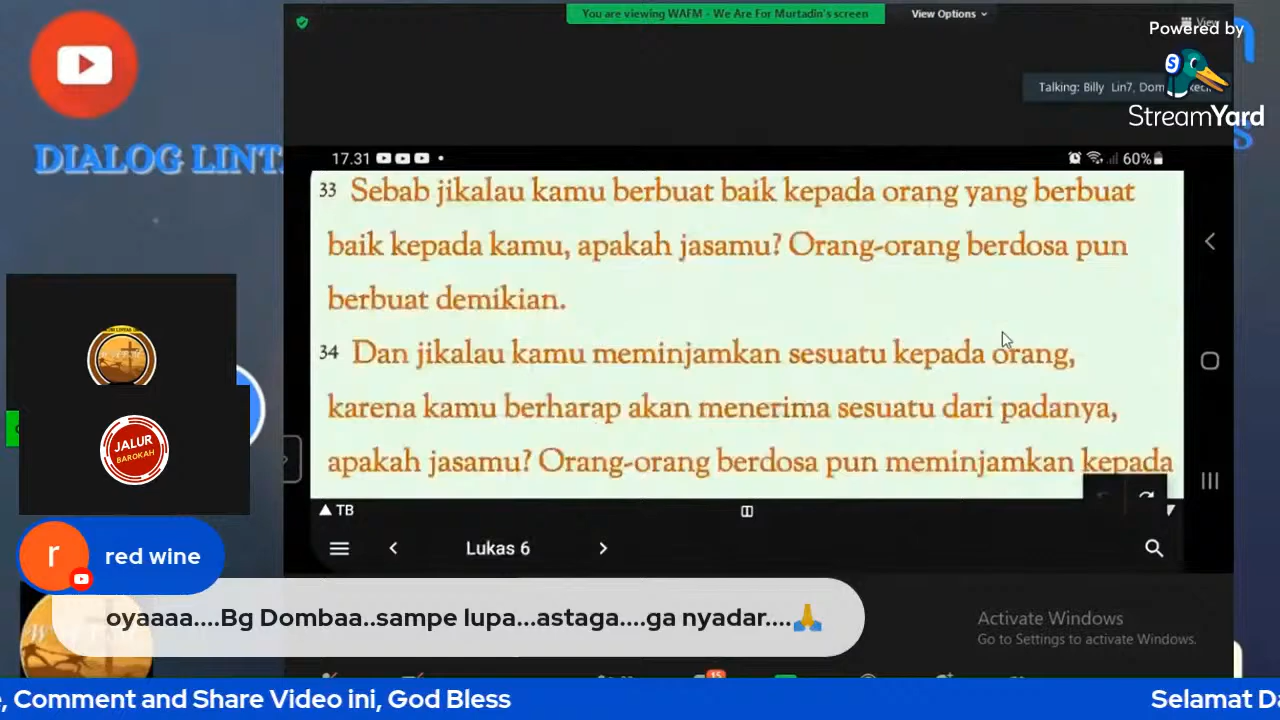 You are viewing WAFM - We Are For Murtadin's screen
View Options
View
Powered by
StreamYard
Talking: Billy Lin7, Dom
DIALOG LINT
17.31
60%
33 Sebab jikalau kamu berbuat baik kepada orang yang berbuat
baik kepada kamu, apakah jasamu? Orang-orang berdosa pun
berbuat demikian.
34 Dan jikalau kamu meminjamkan sesuatu kepada orang,
karena kamu berharap akan menerima sesuatu dari padanya,
apakah jasamu? Orang-orang berdosa pun meminjamkan kepada
TB
Lukas 6
JALUR
BAROKAH
r
red wine
oyaaaa....Bg Dombaa..sampe lupa...astaga....ga nyadar....🙏
Activate Windows
Go to Settings to activate Windows.
15
, Comment and Share Video ini, God Bless
Selamat Da